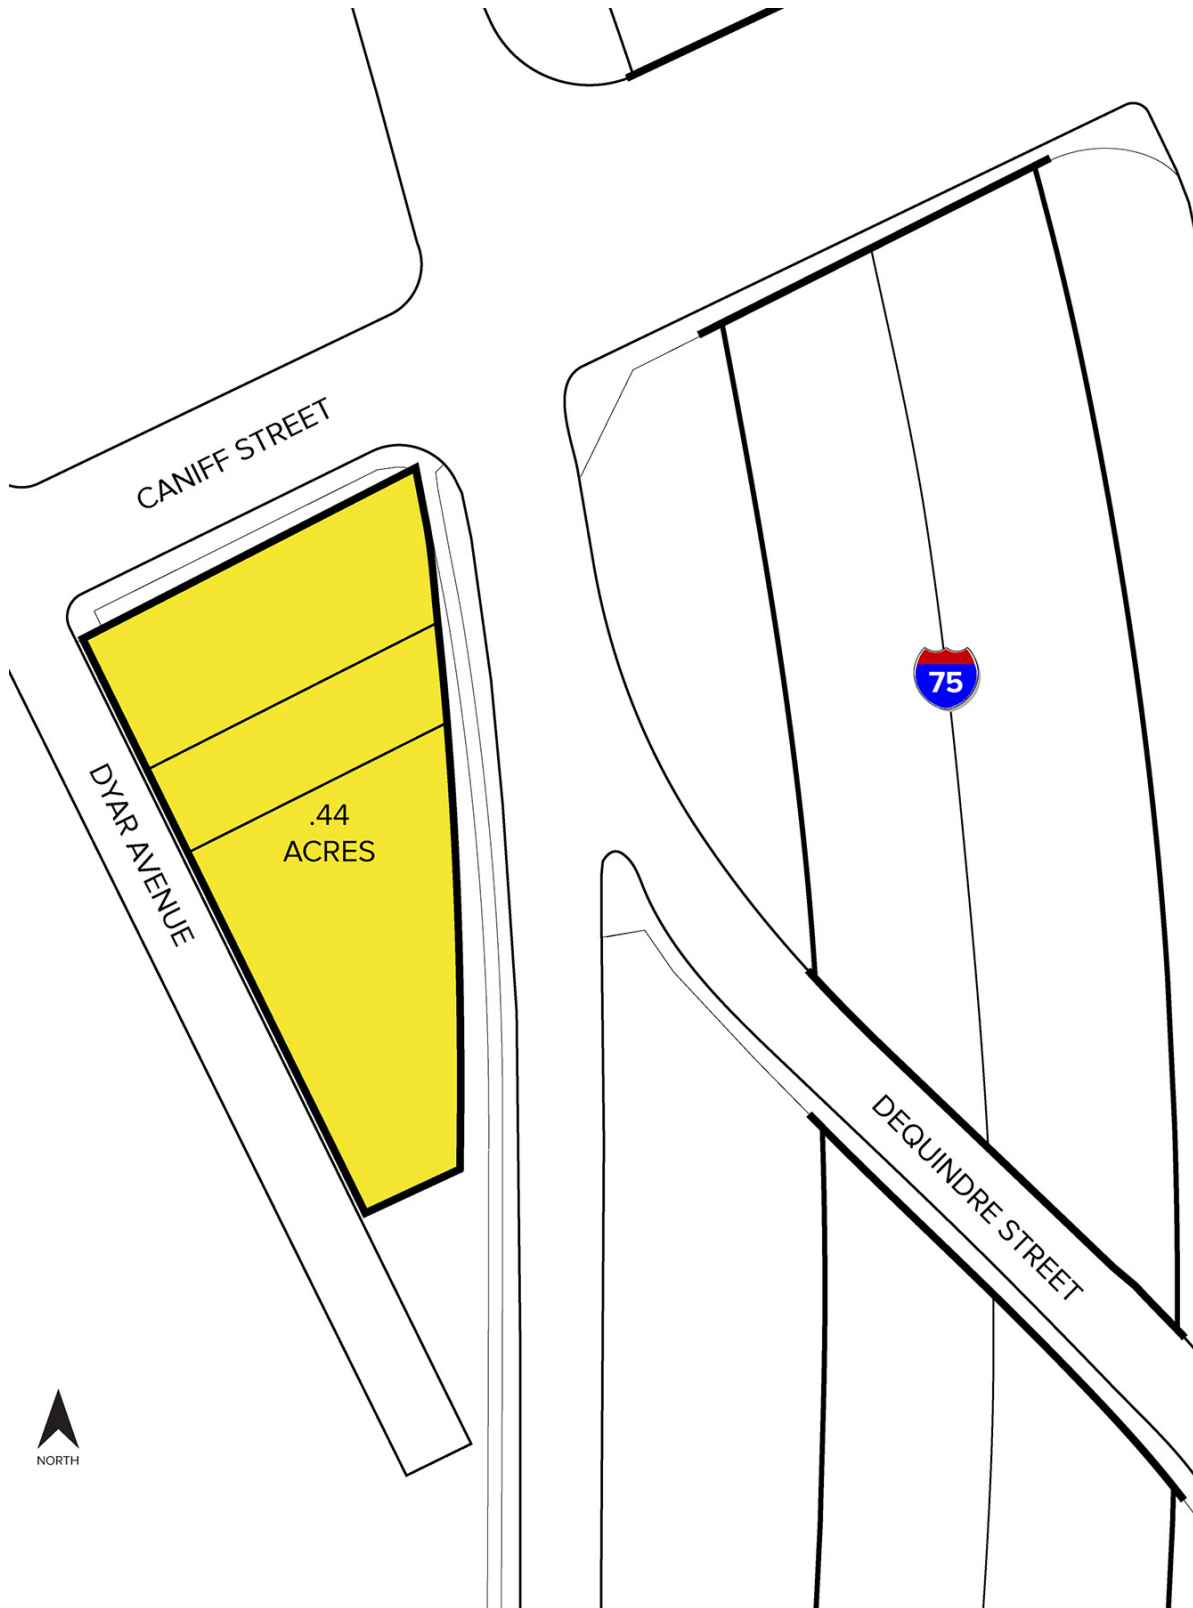 CANIFF STREET
75
DYAR AVENUE
.44
ACRES
DEQUINDRE STREET
NORTH